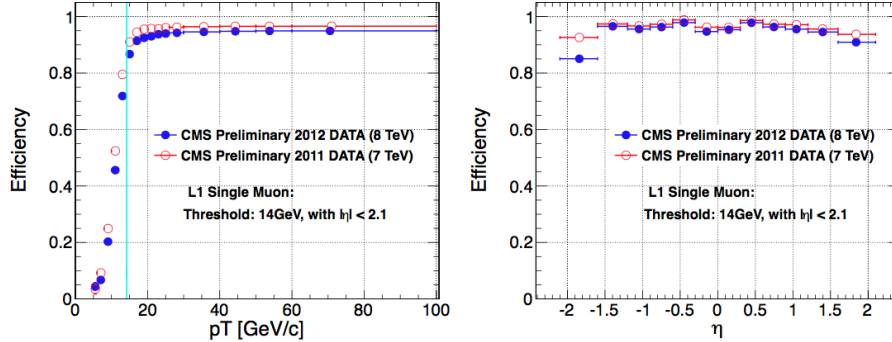 Efficiency
1
0.8
0.6
0.4
0.2
0
CMS Preliminary 2012 DATA (8 TeV)
CMS Preliminary 2011 DATA (7 TeV)
L1 Single Muon:
Threshold: 14GeV, with |η| < 2.1
0 20 40 60 80 100
pT [GeV/c]
Efficiency
1
0.8
0.6
0.4
0.2
0
CMS Preliminary 2012 DATA (8 TeV)
CMS Preliminary 2011 DATA (7 TeV)
L1 Single Muon:
Threshold: 14GeV, with |η| < 2.1
-2 -1.5 -1 -0.5 0 0.5 1 1.5 2
η